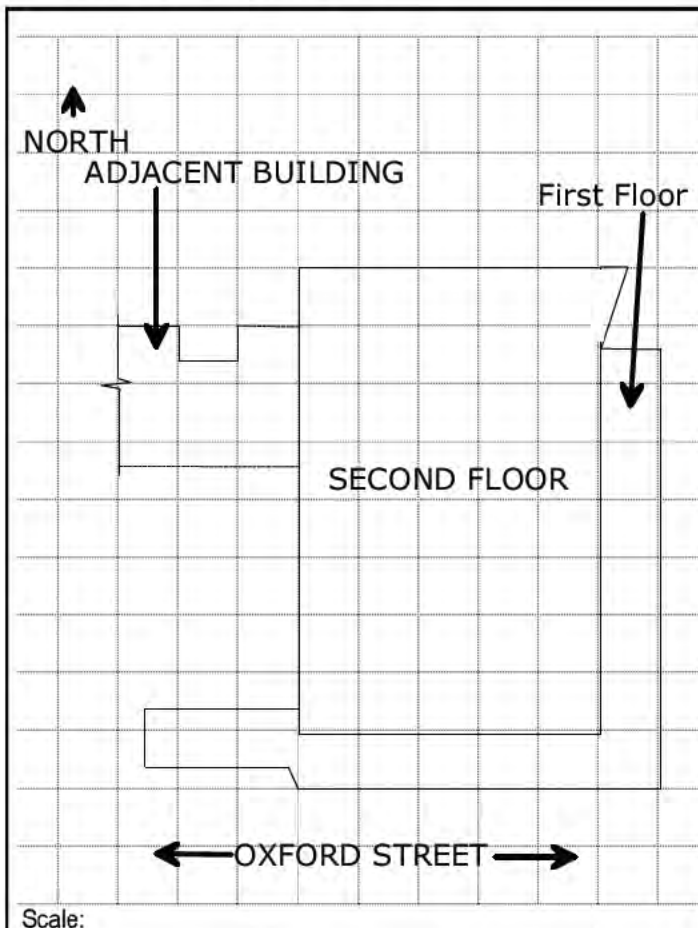 NORTH
ADJACENT BUILDING
First Floor
SECOND FLOOR
OXFORD STREET
Scale: